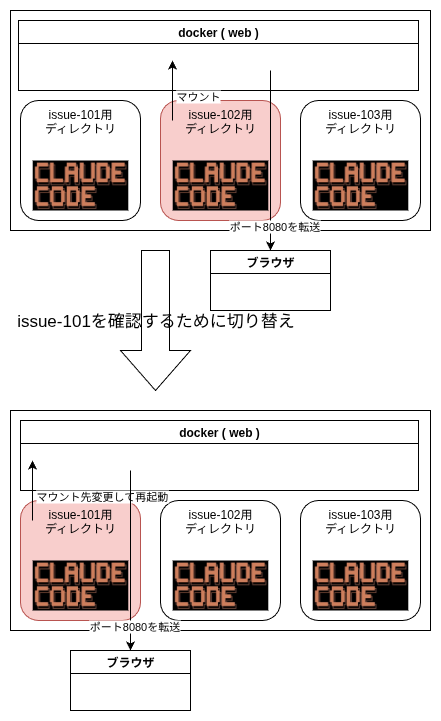 docker ( web )
マウント
issue-101用
ディレクトリ
issue-102用
ディレクトリ
issue-103用
ディレクトリ
CLAUDE
CODE
CLAUDE
CODE
CLAUDE
CODE
ポート8080を転送
ブラウザ
issue-101を確認するために切り替え
docker ( web )
マウント先変更して再起動
issue-101用
ディレクトリ
issue-102用
ディレクトリ
issue-103用
ディレクトリ
CLAUDE
CODE
CLAUDE
CODE
CLAUDE
CODE
ポート8080を転送
ブラウザ